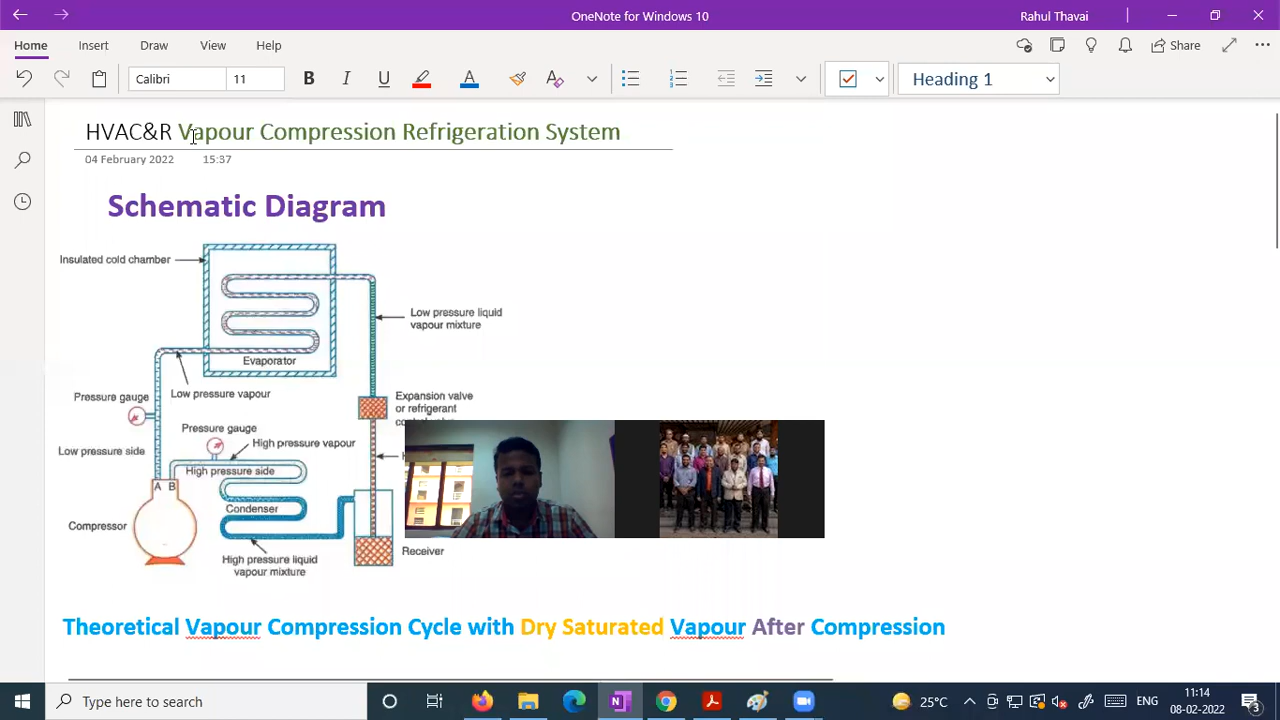 OneNote for Windows 10
Rahul Thavai
Home Insert Draw View Help
Share
Calibri 11 B I U A A Heading 1
HVAC&R Vapour Compression Refrigeration System
04 February 2022 15:37
Schematic Diagram
Insulated cold chamber
Low pressure liquid
vapour mixture
Evaporator
Low pressure vapour
Pressure gauge
Expansion valve
or refrigerant
Pressure gauge
High pressure vapour
Low pressure side
High pressure side
A B
Condenser
Compressor
Receiver
High pressure liquid
vapour mixture
Theoretical Vapour Compression Cycle with Dry Saturated Vapour After Compression
Type here to search
25°C
ENG
11:14
08-02-2022
3